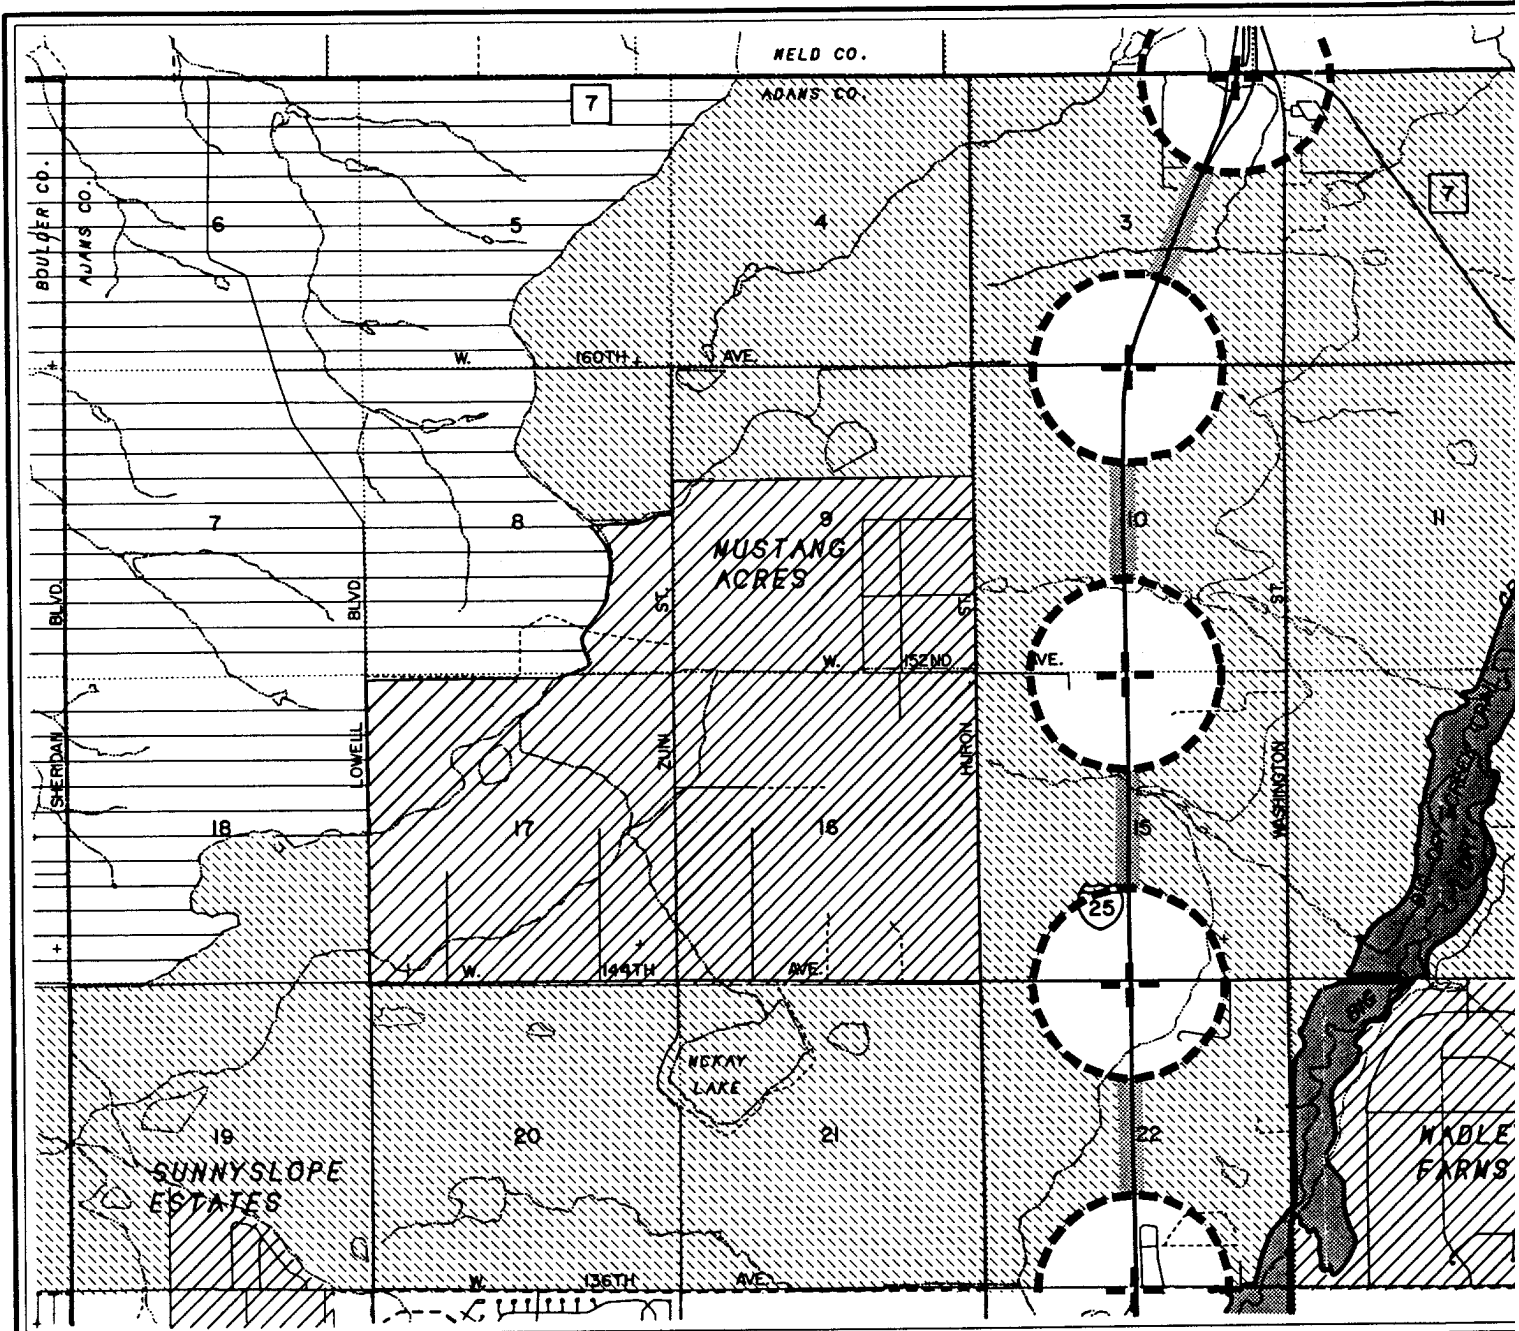 WELD CO.
ADAMS CO.
7
BOULDER CO.
ADAMS CO.
7
6
5
4
3
W.
160TH
AVE.
7
8
9
10
11
MUSTANG
ACRES
BLVD.
BLVD.
ST.
ST.
ST.
W.
152ND
AVE.
SHERIDAN
LOWELL
ZUNI
HURON
WASHINGTON
18
17
16
15
25
W.
144TH
AVE.
BIG
MCKAY
LAKE
19
20
21
22
SUNNYSLOPE
ESTATES
WADLE
FARMS
W.
136TH
AVE.